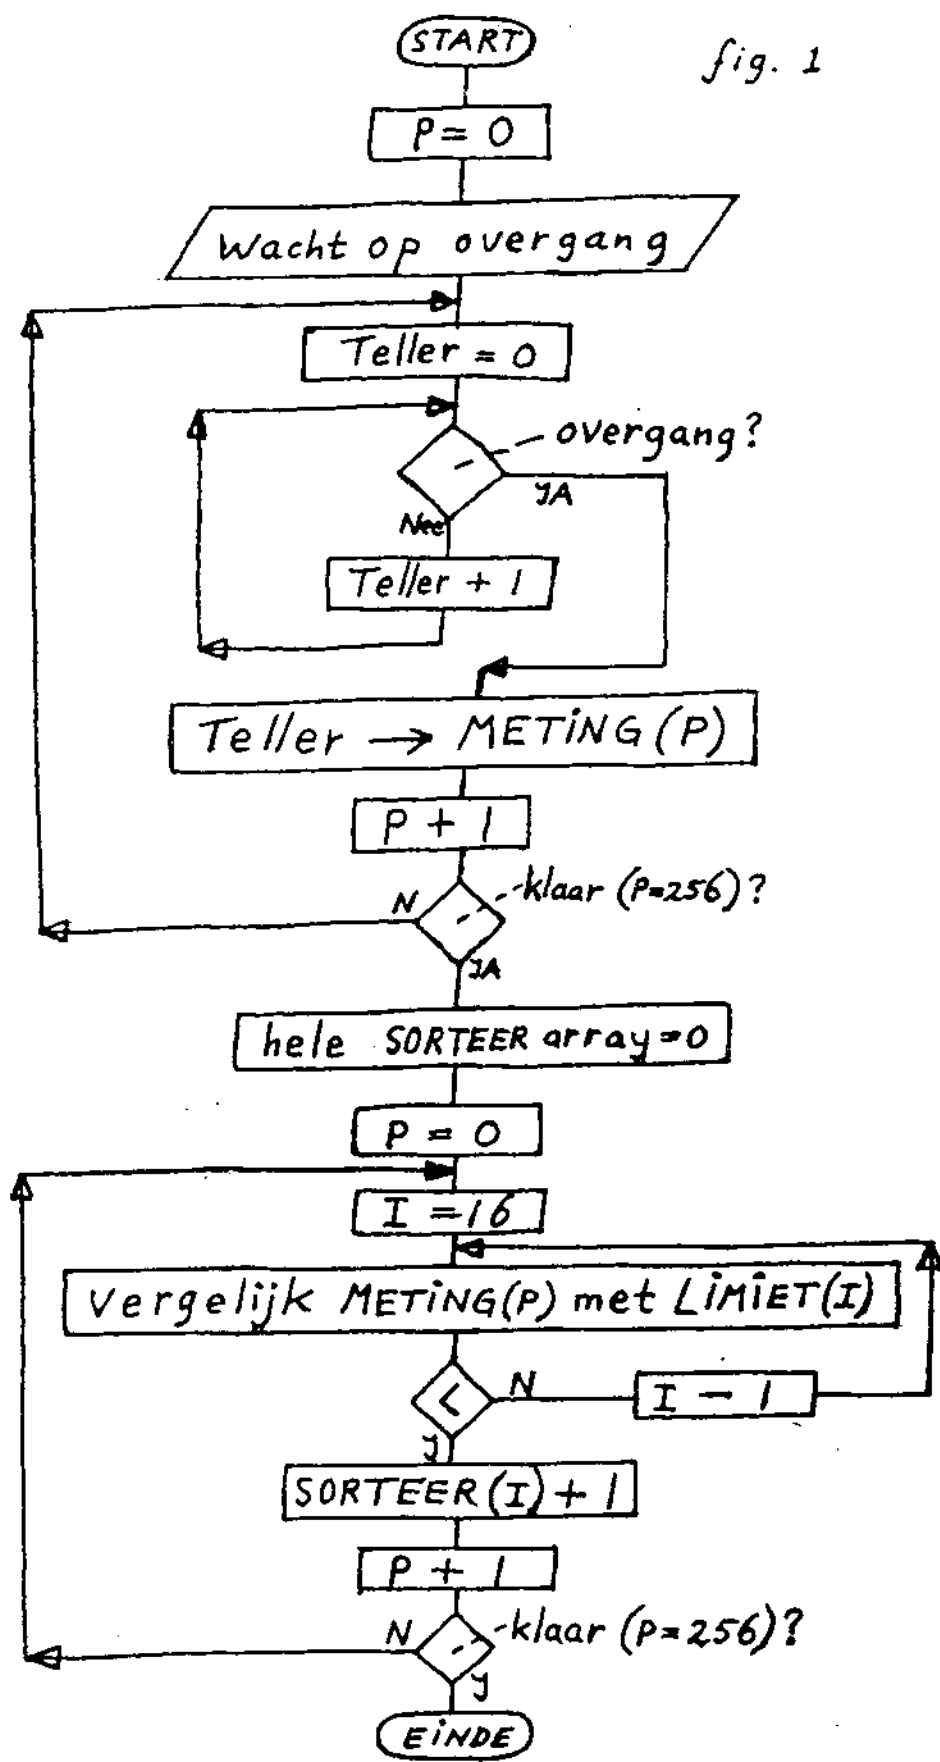 START
fig. 1
P = 0
Wacht op overgang
Teller = 0
overgang?
JA
Nee
Teller + 1
Teller → METiNG (P)
P + 1
klaar (P=256)?
N
JA
hele SORTEER array = 0
P = 0
I = 16
Vergelijk METiNG(P) met LiMiET(I)
<
N
I - 1
J
SORTEER (I) + 1
P + 1
klaar (P=256)?
N
J
EiNDE